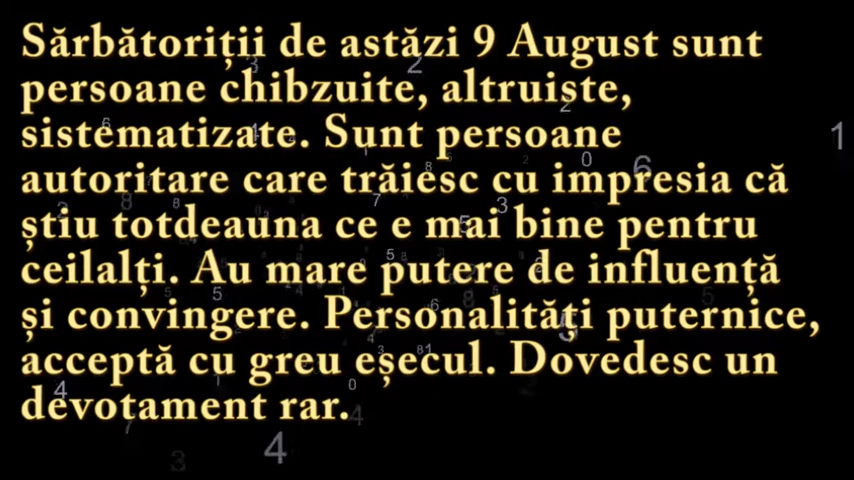 Sărbătoriții de astăzi 9 August sunt
persoane chibzuite, altruiste,
sistematizate. Sunt persoane
autoritare care trăiesc cu impresia că
știu totdeauna ce e mai bine pentru
ceilalți. Au mare putere de influență
și convingere. Personalități puternice,
acceptă cu greu eșecul. Dovedesc un
devotament rar.